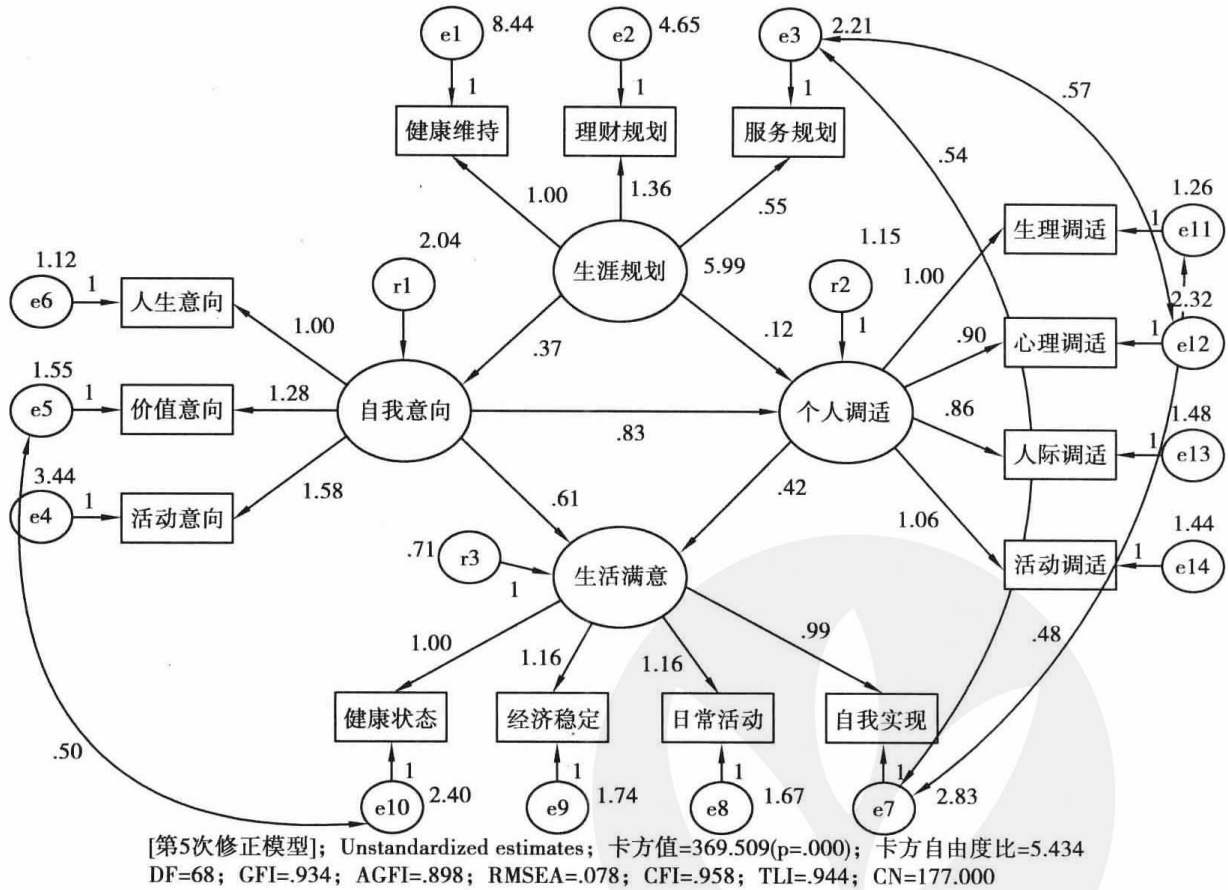 e1 8.44 e2 4.65 e3 2.21
1 1 1
健康维持 理财规划 服务规划
.57
.54
1.00 1.36 .55
1.26
生理调适 1 e11
2.04 1.15
生涯规划 5.99
1.12
e6 1 人生意向
r1 r2
1.00
2.32
1.00 .37 .12 1
.90 心理调适 1 e12
1.55
e5 1 价值意向 1.28 自我意向 .83 个人调适
.86 1.48
人际调适 1 e13
3.44
e4 1 活动意向 1.58
.61 .42 1.06
1.44
.71 r3 1 生活满意
活动调适 1 e14
.48
1.00 1.16 1.16 .99
健康状态 经济稳定 日常活动 自我实现
.50
1 1 1 1
e10 2.40 e9 1.74 e8 1.67 e7 2.83
[第5次修正模型]；Unstandardized estimates；卡方值=369.509(p=.000)；卡方自由度比=5.434
DF=68；GFI=.934；AGFI=.898；RMSEA=.078；CFI=.958；TLI=.944；CN=177.000